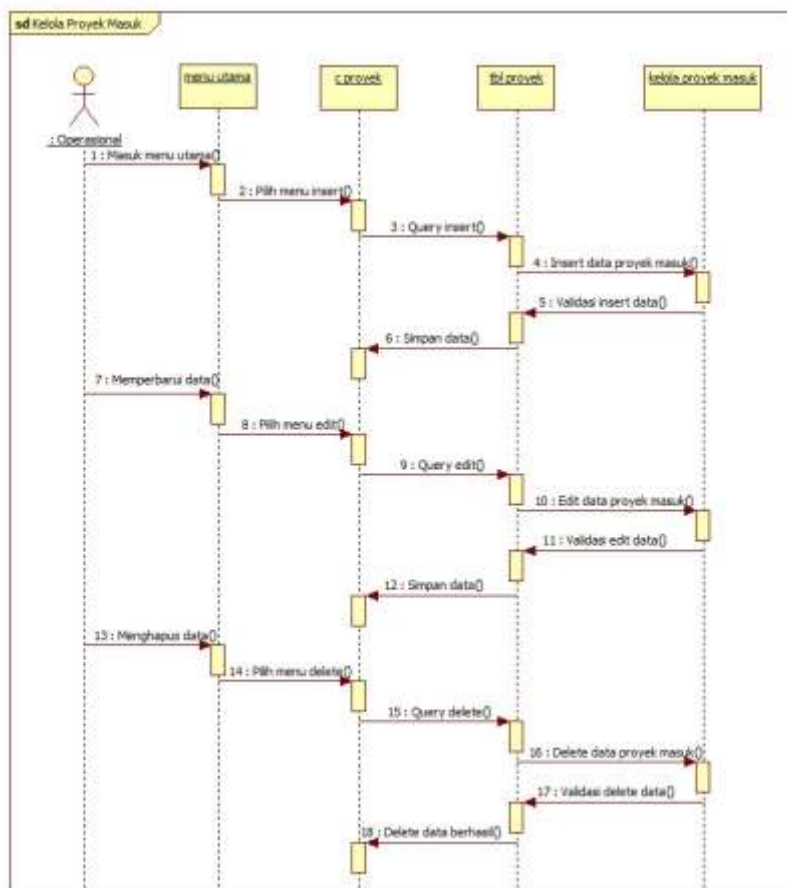 sd Kelola Proyek Masuk
menu utama
c proyek
tbl proyek
kelola proyek masuk
: Operasional
1 : Masuk menu utama()
2 : Pilih menu insert()
3 : Query insert()
4 : Insert data proyek masuk()
5 : Validasi insert data()
6 : Simpan data()
7 : Memperbarui data()
8 : Pilih menu edit()
9 : Query edit()
10 : Edit data proyek masuk()
11 : Validasi edit data()
12 : Simpan data()
13 : Menghapus data()
14 : Pilih menu delete()
15 : Query delete()
16 : Delete data proyek masuk()
17 : Validasi delete data()
18 : Delete data berhasil()